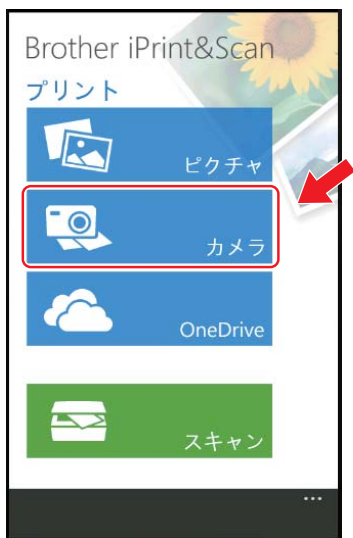 Brother iPrint&Scan
プリント
ピクチャ
カメラ
OneDrive
スキャン
...